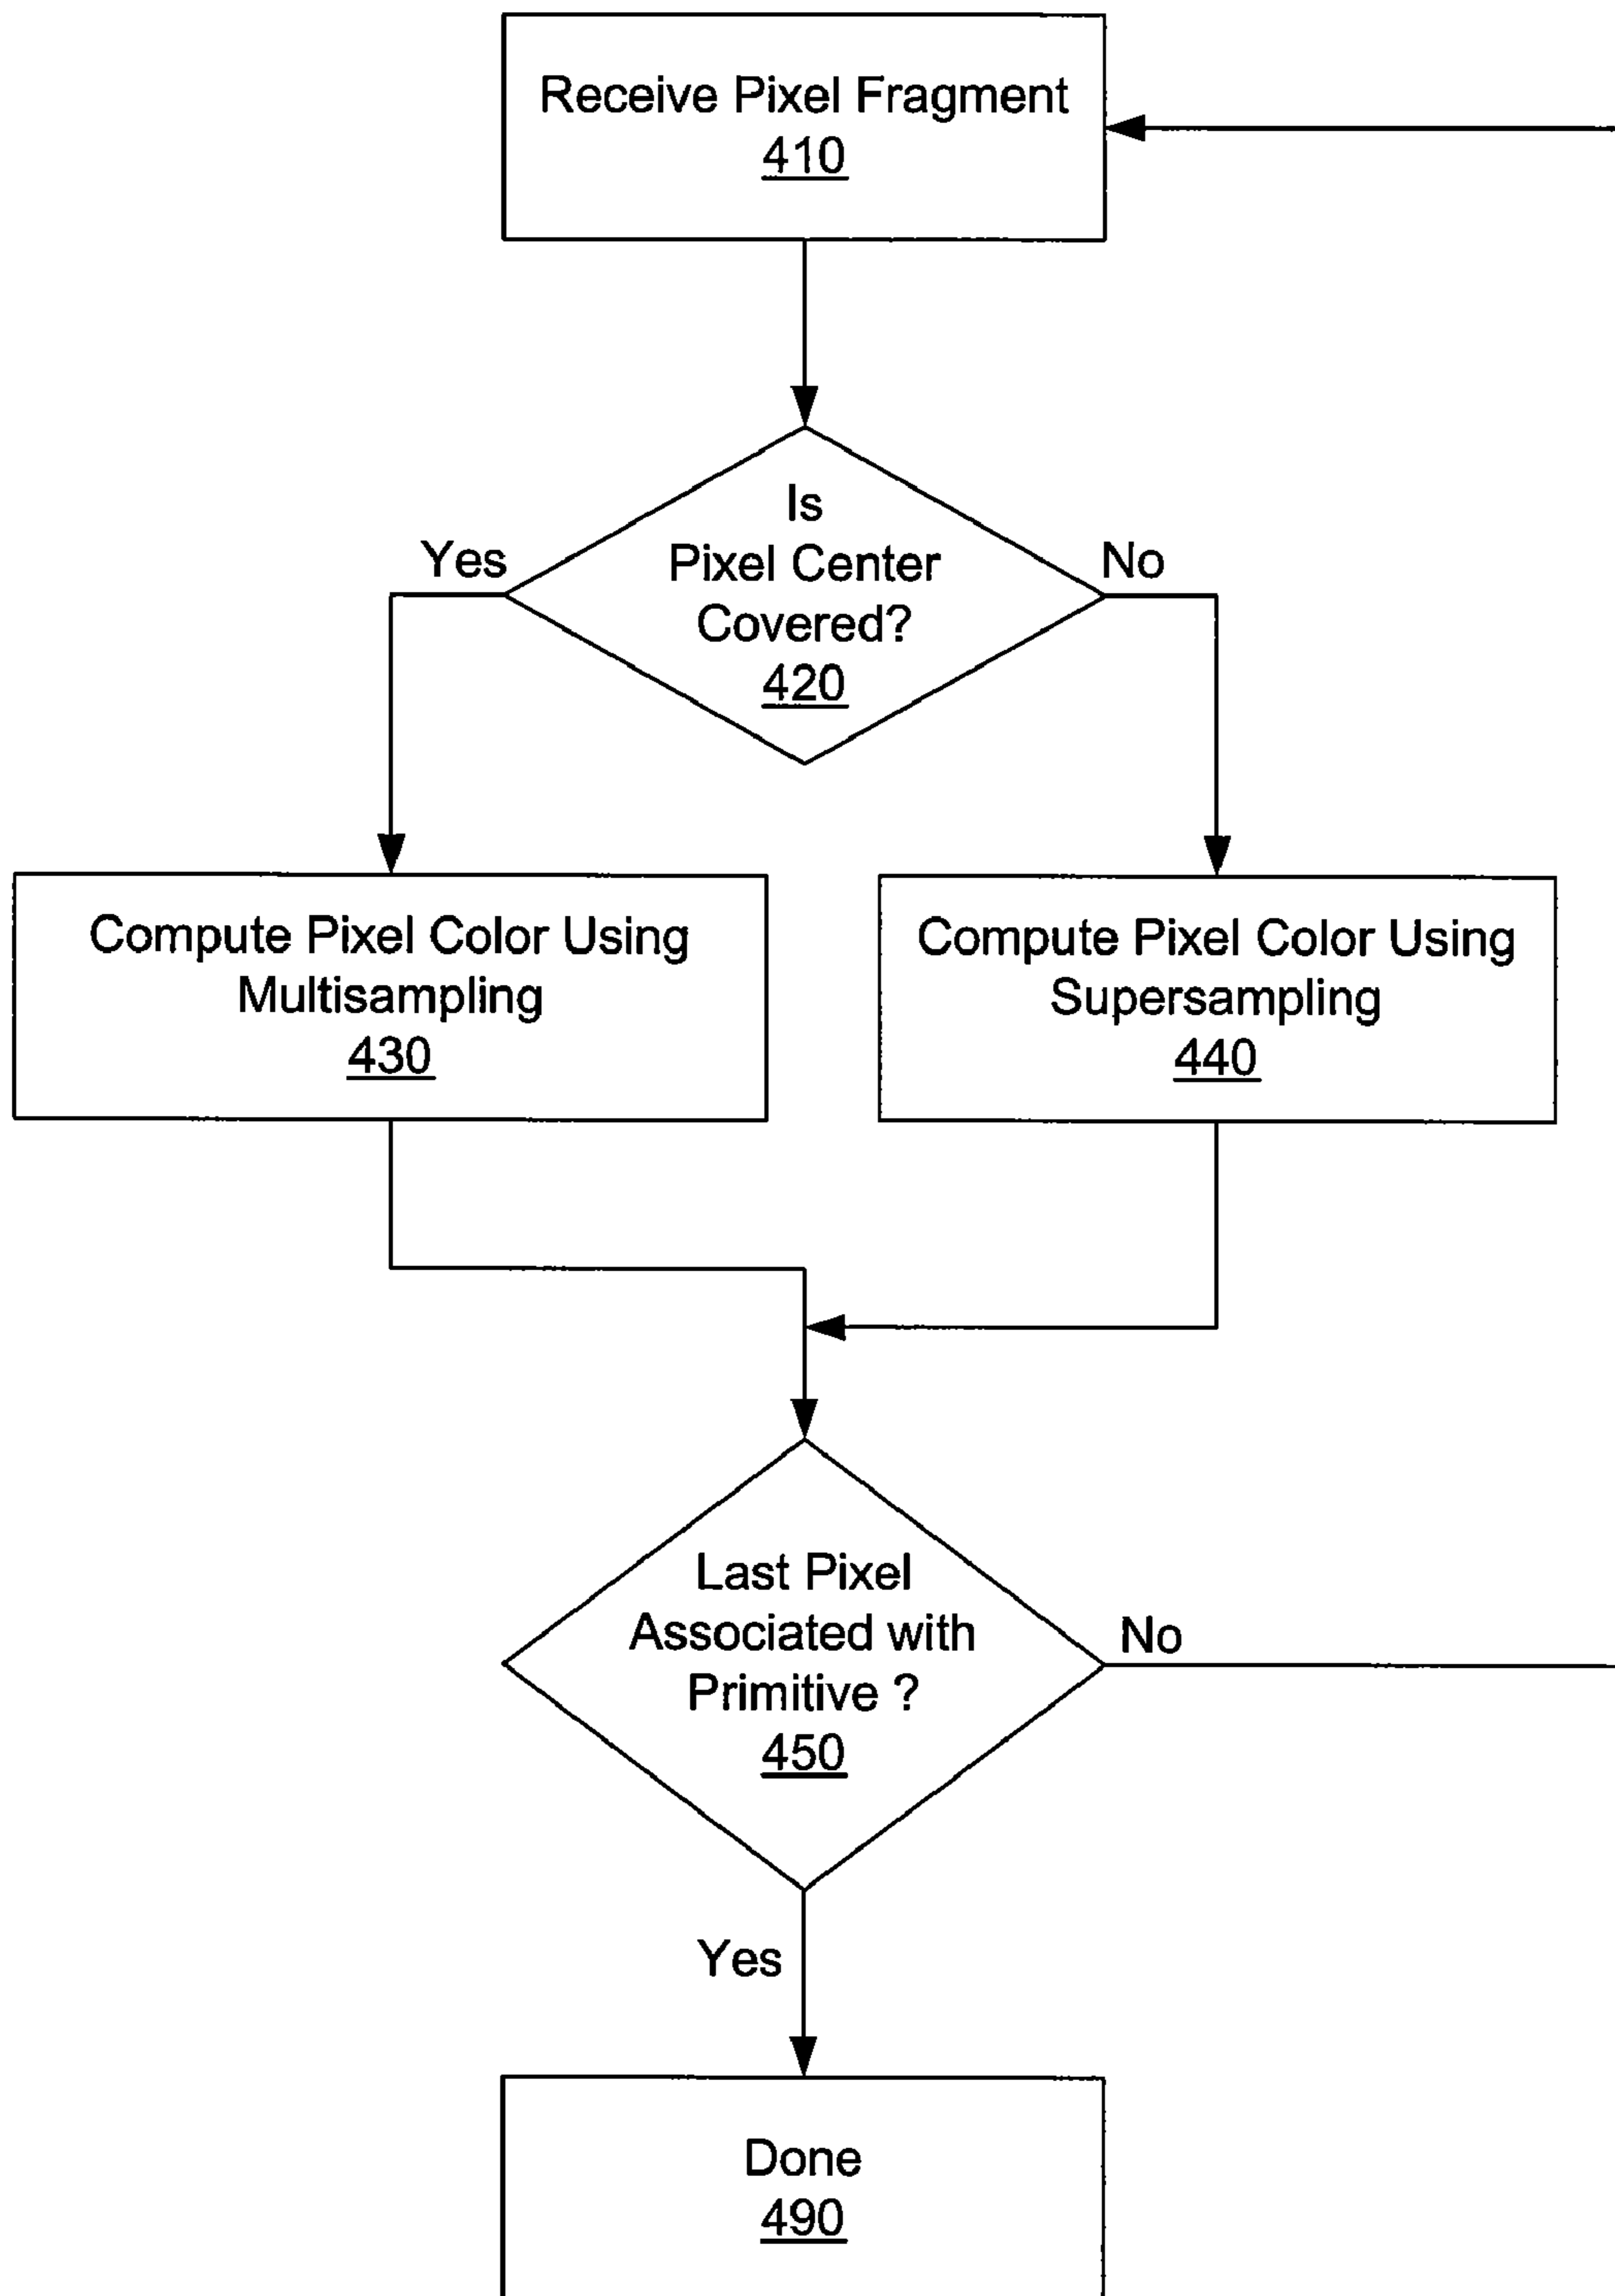 Receive Pixel Fragment
410
Is
Pixel Center
Covered?
420
Yes
No
Compute Pixel Color Using
Multisampling
430
Compute Pixel Color Using
Supersampling
440
Last Pixel
Associated with
Primitive ?
450
No
Yes
Done
490